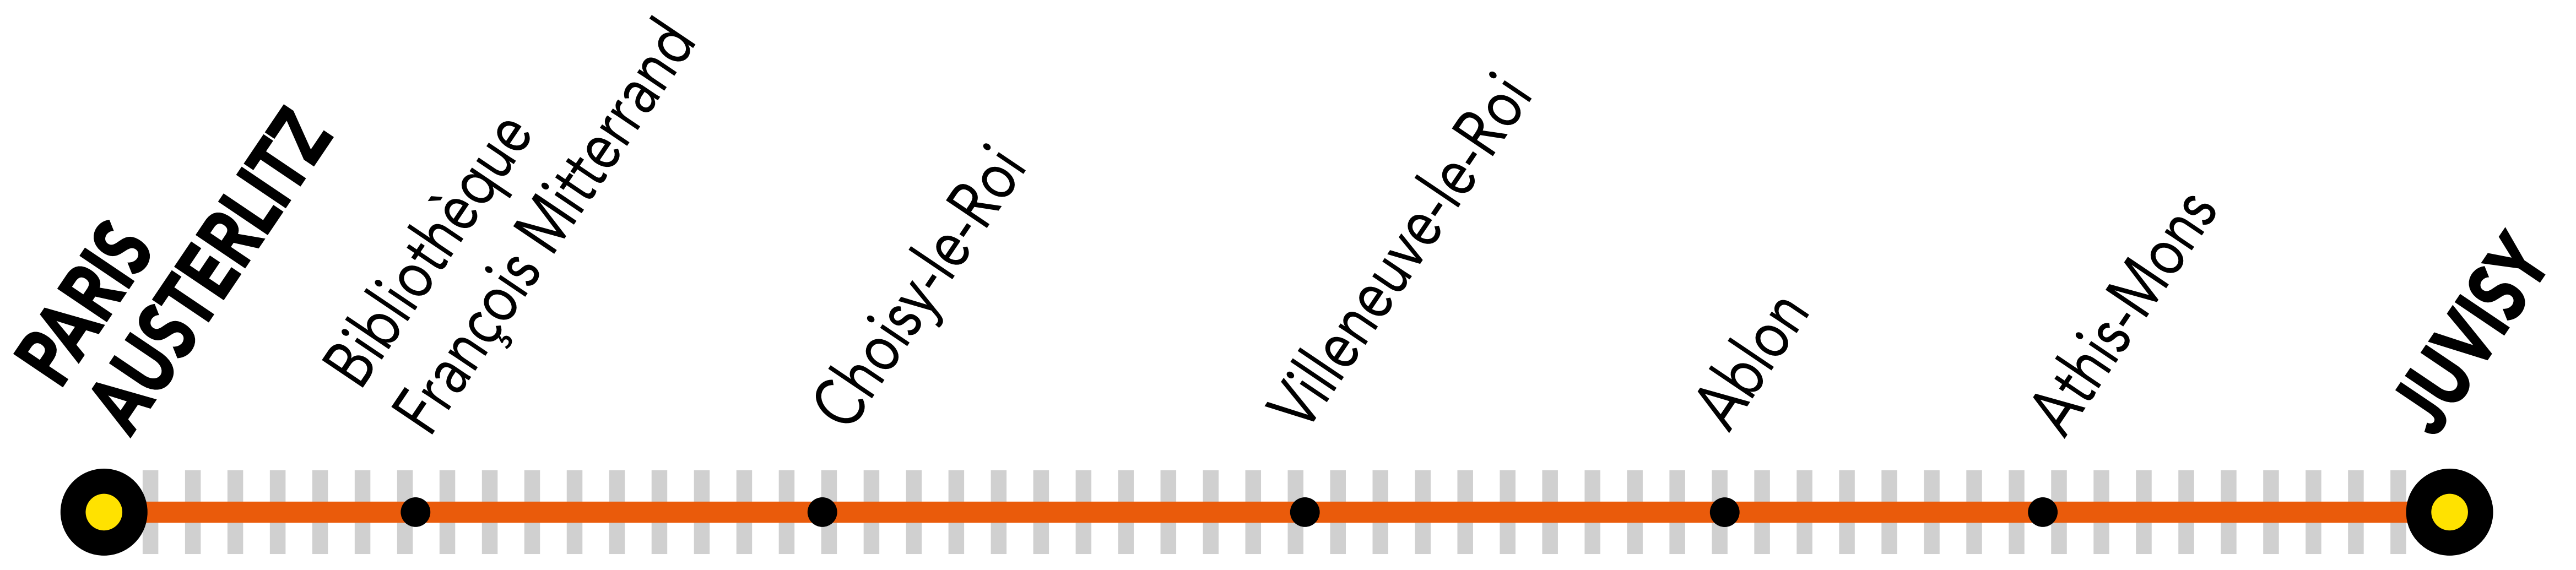 PARIS
AUSTERLITZ
Bibliothèque
François Mitterrand
Choisy-le-Roi
Villeneuve-le-Roi
Ablon
Athis-Mons
JUVISY